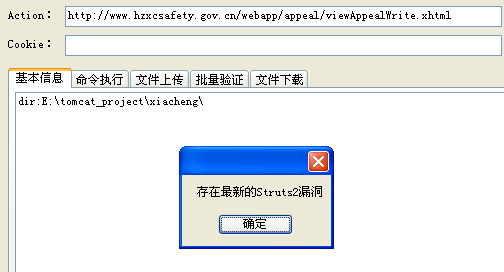 Action： http://www.hzxcsafety.gov.cn/webapp/appeal/viewAppealWrite.xhtml
Cookie：
基本信息 命令执行 文件上传 批量验证 文件下载
dir:E:\tomcat_project\xiacheng\
存在最新的Struts2漏洞
确定